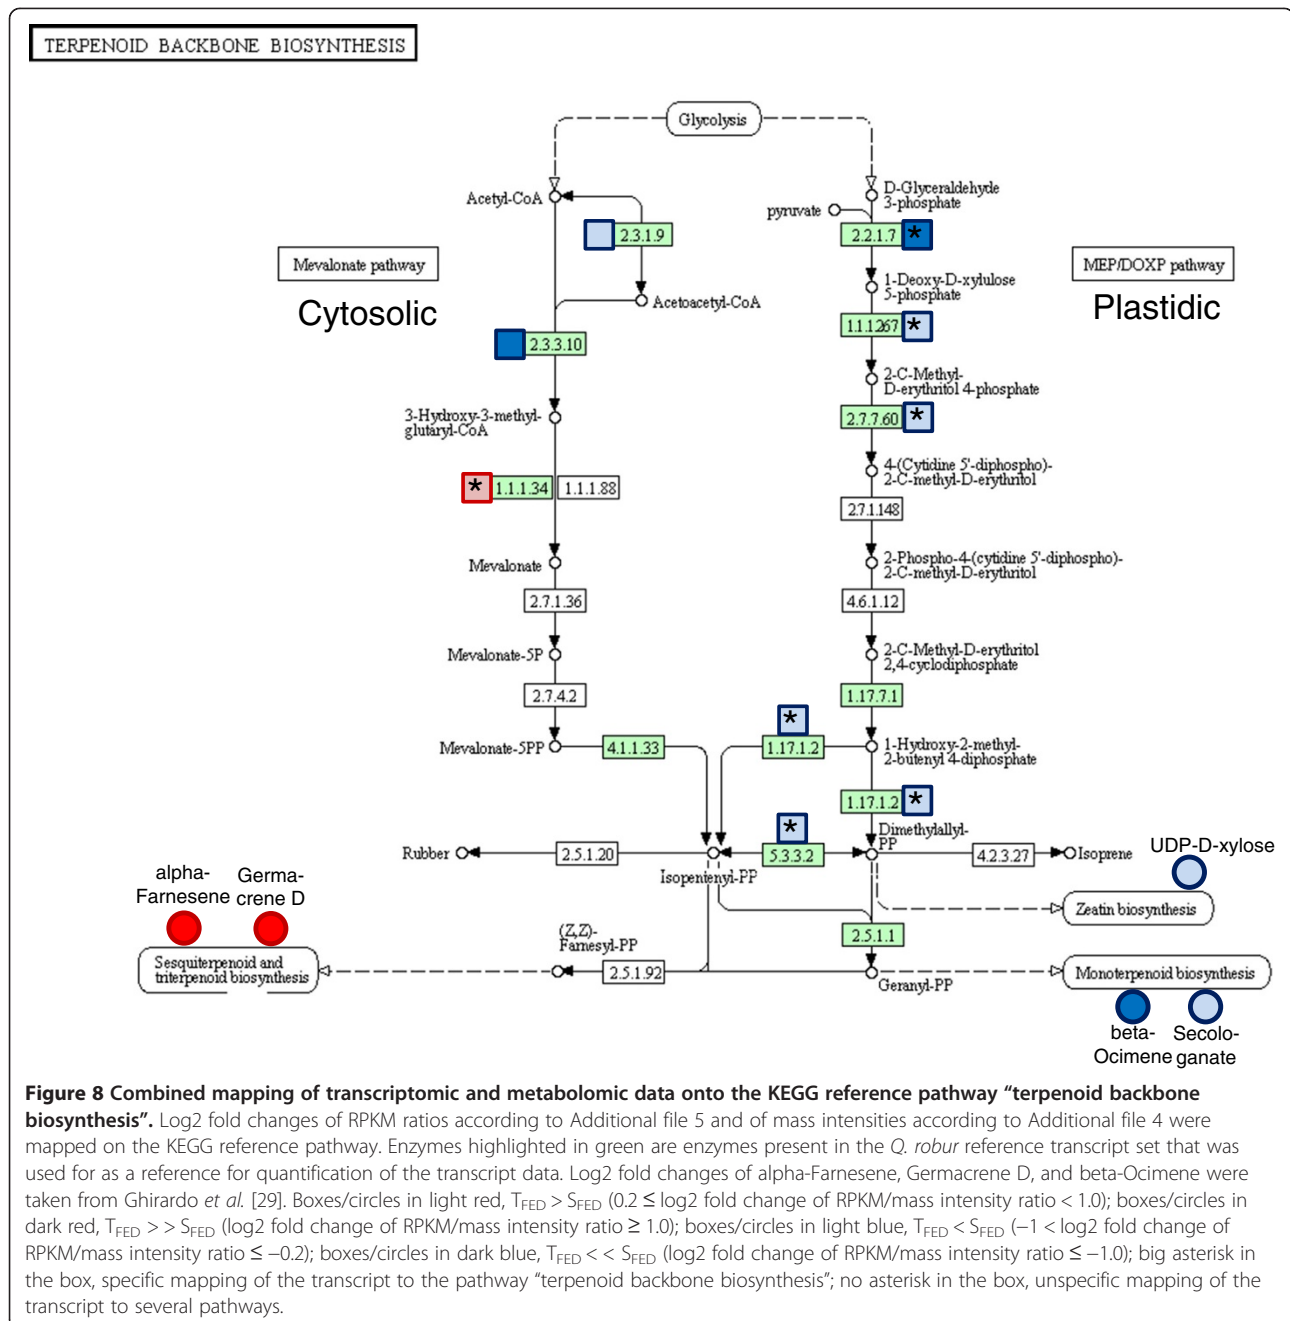 TERPENOID BACKBONE BIOSYNTHESIS
Glycolysis
Acetyl-CoA
D-Glyceraldehyde
3-phosphate
pyruvate
2.3.1.9
2.2.1.7
*
Mevalonate pathway
MEP/DOXP pathway
Cytosolic
Plastidic
Acetoacetyl-CoA
1-Deoxy-D-xylulose
5-phosphate
2.3.3.10
1.1.1267
*
2-C-Methyl-
D-erythritol 4-phosphate
3-Hydroxy-3-methyl-
glutaryl-CoA
2.7.7.60
*
4-(Cytidine 5'-diphospho)-
2-C-methyl-D-erythritol
*
1.1.1.34
1.1.1.88
2.7.1.148
Mevalonate
2-Phospho-4-(cytidine 5'-diphospho)-
2-C-methyl-D-erythritol
2.7.1.36
4.6.1.12
Mevalonate-5P
2-C-Methyl-D-erythritol
2,4-cyclodiphosphate
2.7.4.2
1.17.7.1
*
Mevalonate-5PP
4.1.1.33
1.17.1.2
1-Hydroxy-2-methyl-
2-butenyl 4-diphosphate
1.17.1.2
*
*
Dimethylallyl-
PP
Rubber
2.5.1.20
5.3.3.2
4.2.3.27
Isoprene
UDP-D-xylose
Isopentenyl-PP
alpha-
Farnesene
Germa-
crene D
Zeatin biosynthesis
2.5.1.1
(Z,Z)-
Farnesyl-PP
Sesquiterpenoid and
triterpenoid biosynthesis
2.5.1.92
Geranyl-PP
Monoterpenoid biosynthesis
beta-
Ocimene
Secolo-
ganate
Figure 8 Combined mapping of transcriptomic and metabolomic data onto the KEGG reference pathway “terpenoid backbone
biosynthesis”. Log2 fold changes of RPKM ratios according to Additional file 5 and of mass intensities according to Additional file 4 were
mapped on the KEGG reference pathway. Enzymes highlighted in green are enzymes present in the Q. robur reference transcript set that was
used for as a reference for quantification of the transcript data. Log2 fold changes of alpha-Farnesene, Germacrene D, and beta-Ocimene were
taken from Ghirardo et al. [29]. Boxes/circles in light red, TFED > SFED (0.2 ≤ log2 fold change of RPKM/mass intensity ratio < 1.0); boxes/circles in
dark red, TFED > > SFED (log2 fold change of RPKM/mass intensity ratio ≥ 1.0); boxes/circles in light blue, TFED < SFED (−1 < log2 fold change of
RPKM/mass intensity ratio ≤ −0.2); boxes/circles in dark blue, TFED < < SFED (log2 fold change of RPKM/mass intensity ratio ≤ −1.0); big asterisk in
the box, specific mapping of the transcript to the pathway “terpenoid backbone biosynthesis”; no asterisk in the box, unspecific mapping of the
transcript to several pathways.